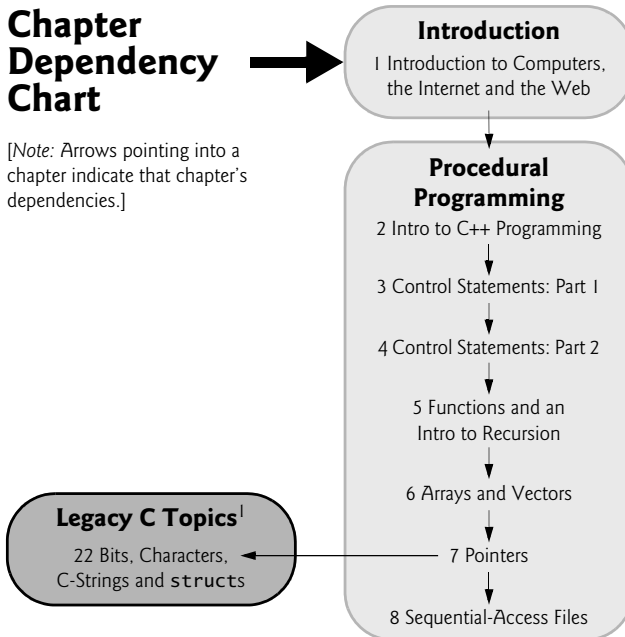 Chapter
Dependency
Chart
[Note: Arrows pointing into a
chapter indicate that chapter's
dependencies.]
Introduction
1 Introduction to Computers,
the Internet and the Web
Procedural
Programming
2 Intro to C++ Programming
3 Control Statements: Part 1
4 Control Statements: Part 2
5 Functions and an
Intro to Recursion
6 Arrays and Vectors
Legacy C Topics1
22 Bits, Characters,
C-Strings and structs
7 Pointers
8 Sequential-Access Files